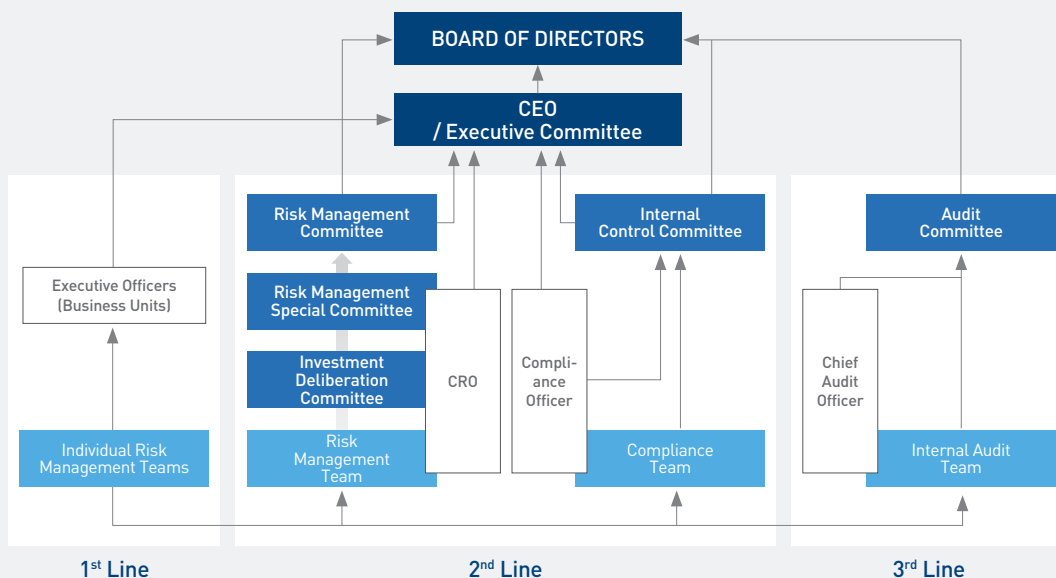 BOARD OF DIRECTORS
CEO
/ Executive Committee
Risk Management
Committee
Internal
Control Committee
Audit
Committee
Executive Officers
(Business Units)
Risk Management
Special Committee
Investment
Deliberation
Committee
CRO
Compli-
ance
Officer
Chief
Audit
Officer
Individual Risk
Management Teams
Risk
Management
Team
Compliance
Team
Internal Audit
Team
1st Line
2nd Line
3rd Line